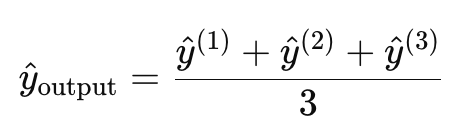 ŷ_output = (ŷ^(1) + ŷ^(2) + ŷ^(3)) / 3